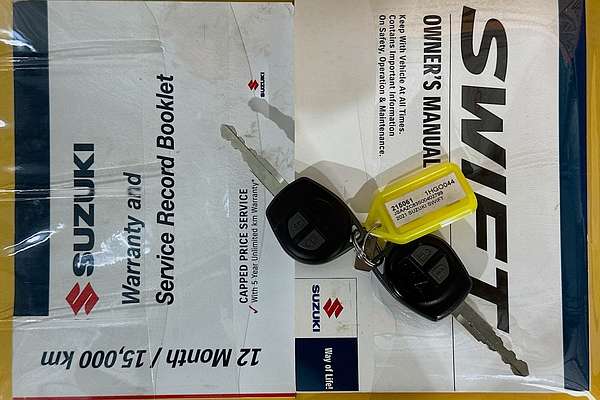 SUZUKI
Warranty and
Service Record Booklet
CAPPED PRICE SERVICE
✓ With 5 Year Unlimited km Warranty*
SUZUKI
12 Month / 15,000 km
SWIFT
OWNER'S MANUAL
Keep With Vehicle At All Times.
Contains Important Information
On Safety, Operation & Maintenance.
SUZUKI
Way of Life!
215061 1HGO044
2021 SUZUKI SWIFT